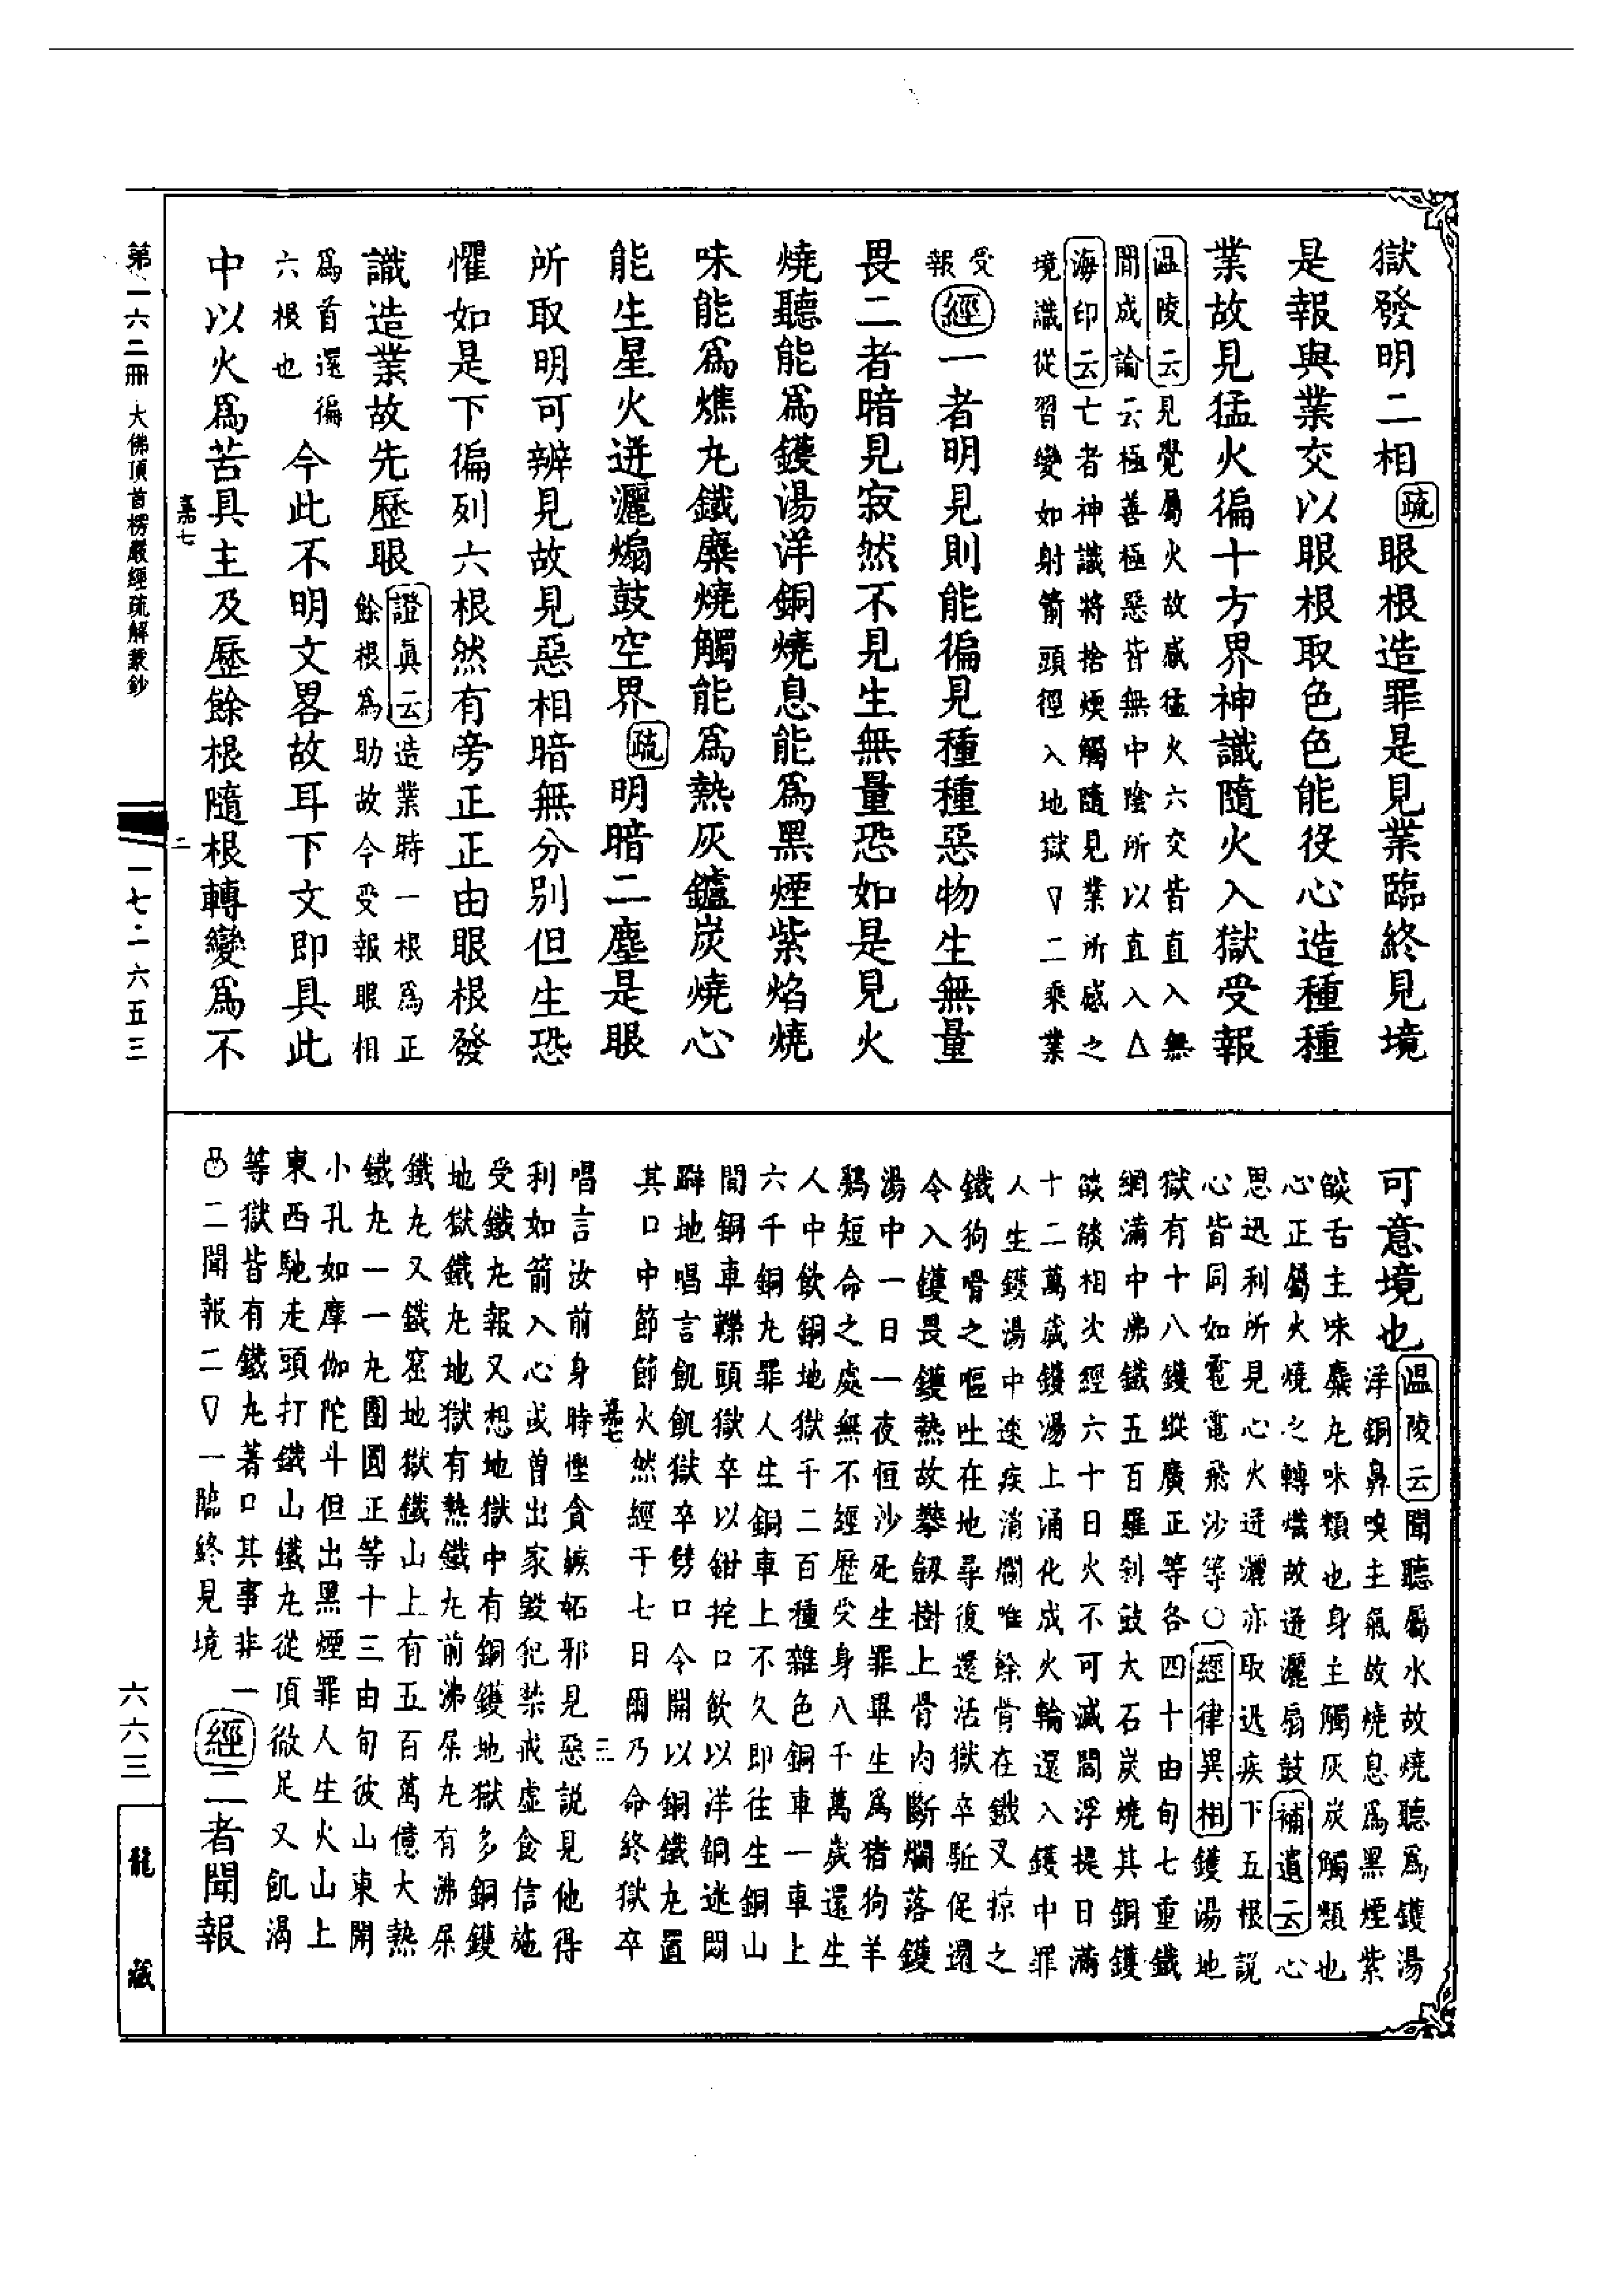 獄發明二相疏眼根造罪是見業臨終見境
是報與業交以眼根取色色能役心造種種
業故見猛火徧十方界神識隨火入獄受報
溫陵云見覺屬火故感猛火六交昔直入無
間成論云極善極惡皆無中陰所以直入△
海印云亡者神識將捨煗觸隨見業所感之
境識從習變如射箭頭徑入地獄▽二乘業
受
報經一者明見則能徧見種種惡物生無量
畏二者暗見寂然不見生無量恐如是見火
燒聽能爲鑊湯洋銅燒息能爲黑煙紫焰燒
味能爲燋丸鐵糜燒觸能爲熱灰鑪炭燒心
能生星火迸灑煽鼓空界疏明暗二塵是眼
所取明可辨見故見惡相暗無分別但生恐
懼如是下徧列六根然有旁正正由眼根發
識造業故先歷眼證真云造業時一根爲正
餘根爲助故今受報眼相
爲首還徧
六根也今此不明文畧故耳下文即具此
中以火爲苦具主及歷餘根隨根轉變爲不
嘉七
二
第一六二冊 大佛頂首楞嚴經疏解蒙鈔
一七·一六五三
可意境也溫陵云聞聽屬水故燒聽爲鑊湯
洋銅鼻嗅主氣故燒息爲黑煙紫
燄舌主味糜丸味類也身主觸灰炭觸類也
心正屬火燒之轉熾故迸灑扇鼓補遺云心
思迅利所見心火迸灑亦取迅疾下五根說
心皆同如雹電飛沙等○經律異相鑊湯地
獄有十八鑊縱廣正等各四十由旬七重鐵
網滿中沸鐵五百羅刹鼓大石炭燒其銅鑊
燄燄相次經六十日火不可滅閻浮提日滿
十二萬歲鑊湯上涌化成火輪還入鑊中罪
人生鑊湯中速疾消爛唯餘骨在鐵叉掠之
鐵狗噉之嘔吐在地尋復還活獄卒駈促還
令入鑊畏鑊熱故攀劔樹上骨肉斷爛落鑊
湯中一日一夜恒沙死生罪畢生爲猪狗羊
鷄短命之處無不經歷受身八千萬歲還生
人中飲銅地獄千二百種雜色銅車一車上
六千銅丸罪人生銅車上不久即往生銅山
間銅車轢頭獄卒以鉗拕口飲以洋銅迷悶
躃地唱言飢飢獄卒劈口令開以銅鐵丸置
其口中節節火然經千七日爾乃命終獄卒
嘉七
三
唱言汝前身時慳貪嫉妬邪見惡説見他得
利如箭入心或曾出家毀犯禁戒虛食信施
受鐵丸報又想地獄中有銅鑊地獄多銅鑊
地獄鐵丸地獄有熱鐵丸前沸屎丸有沸屎
鐵丸又鐵窟地獄鐵山上有五百萬億大熱
鐵丸一一丸團圓正等十三由旬彼山東開
小孔如摩伽陀斗但出黑煙罪人生火山上
東西馳走頭打鐵山鐵丸從頂徹足又飢渴
等獄皆有鐵丸著口其事非一
二聞報二▽一臨終見境經二者聞報
六六三
龍藏